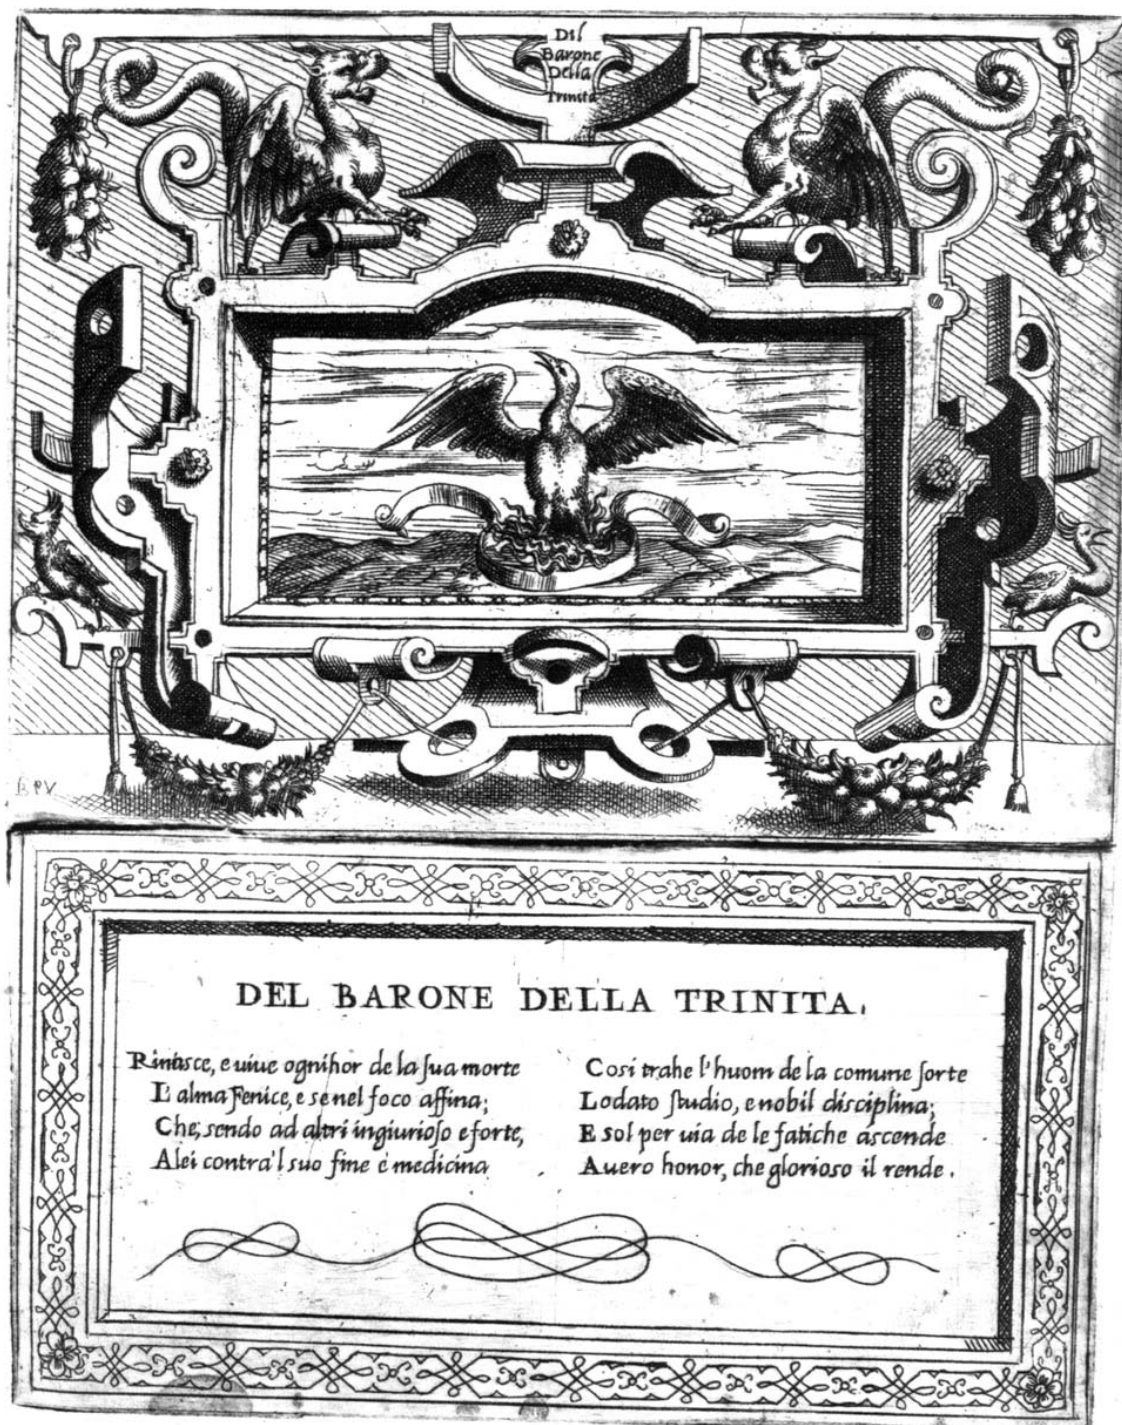 Dil
Barone
Della
Trinita
B P V
DEL BARONE DELLA TRINITA.
Rinasce, e uiue ognihor de la ſua morte
L'alma Fenice, e se nel foco affina;
Che, sendo ad altri ingiurioſo e forte,
A lei contra'l suo fine è medicina
Cosi trahe l'huom de la comune ſorte
Lodato ſtudio, e nobil disciplina;
E sol per uia de le fatiche ascende
A uero honor, che glorioso il rende.